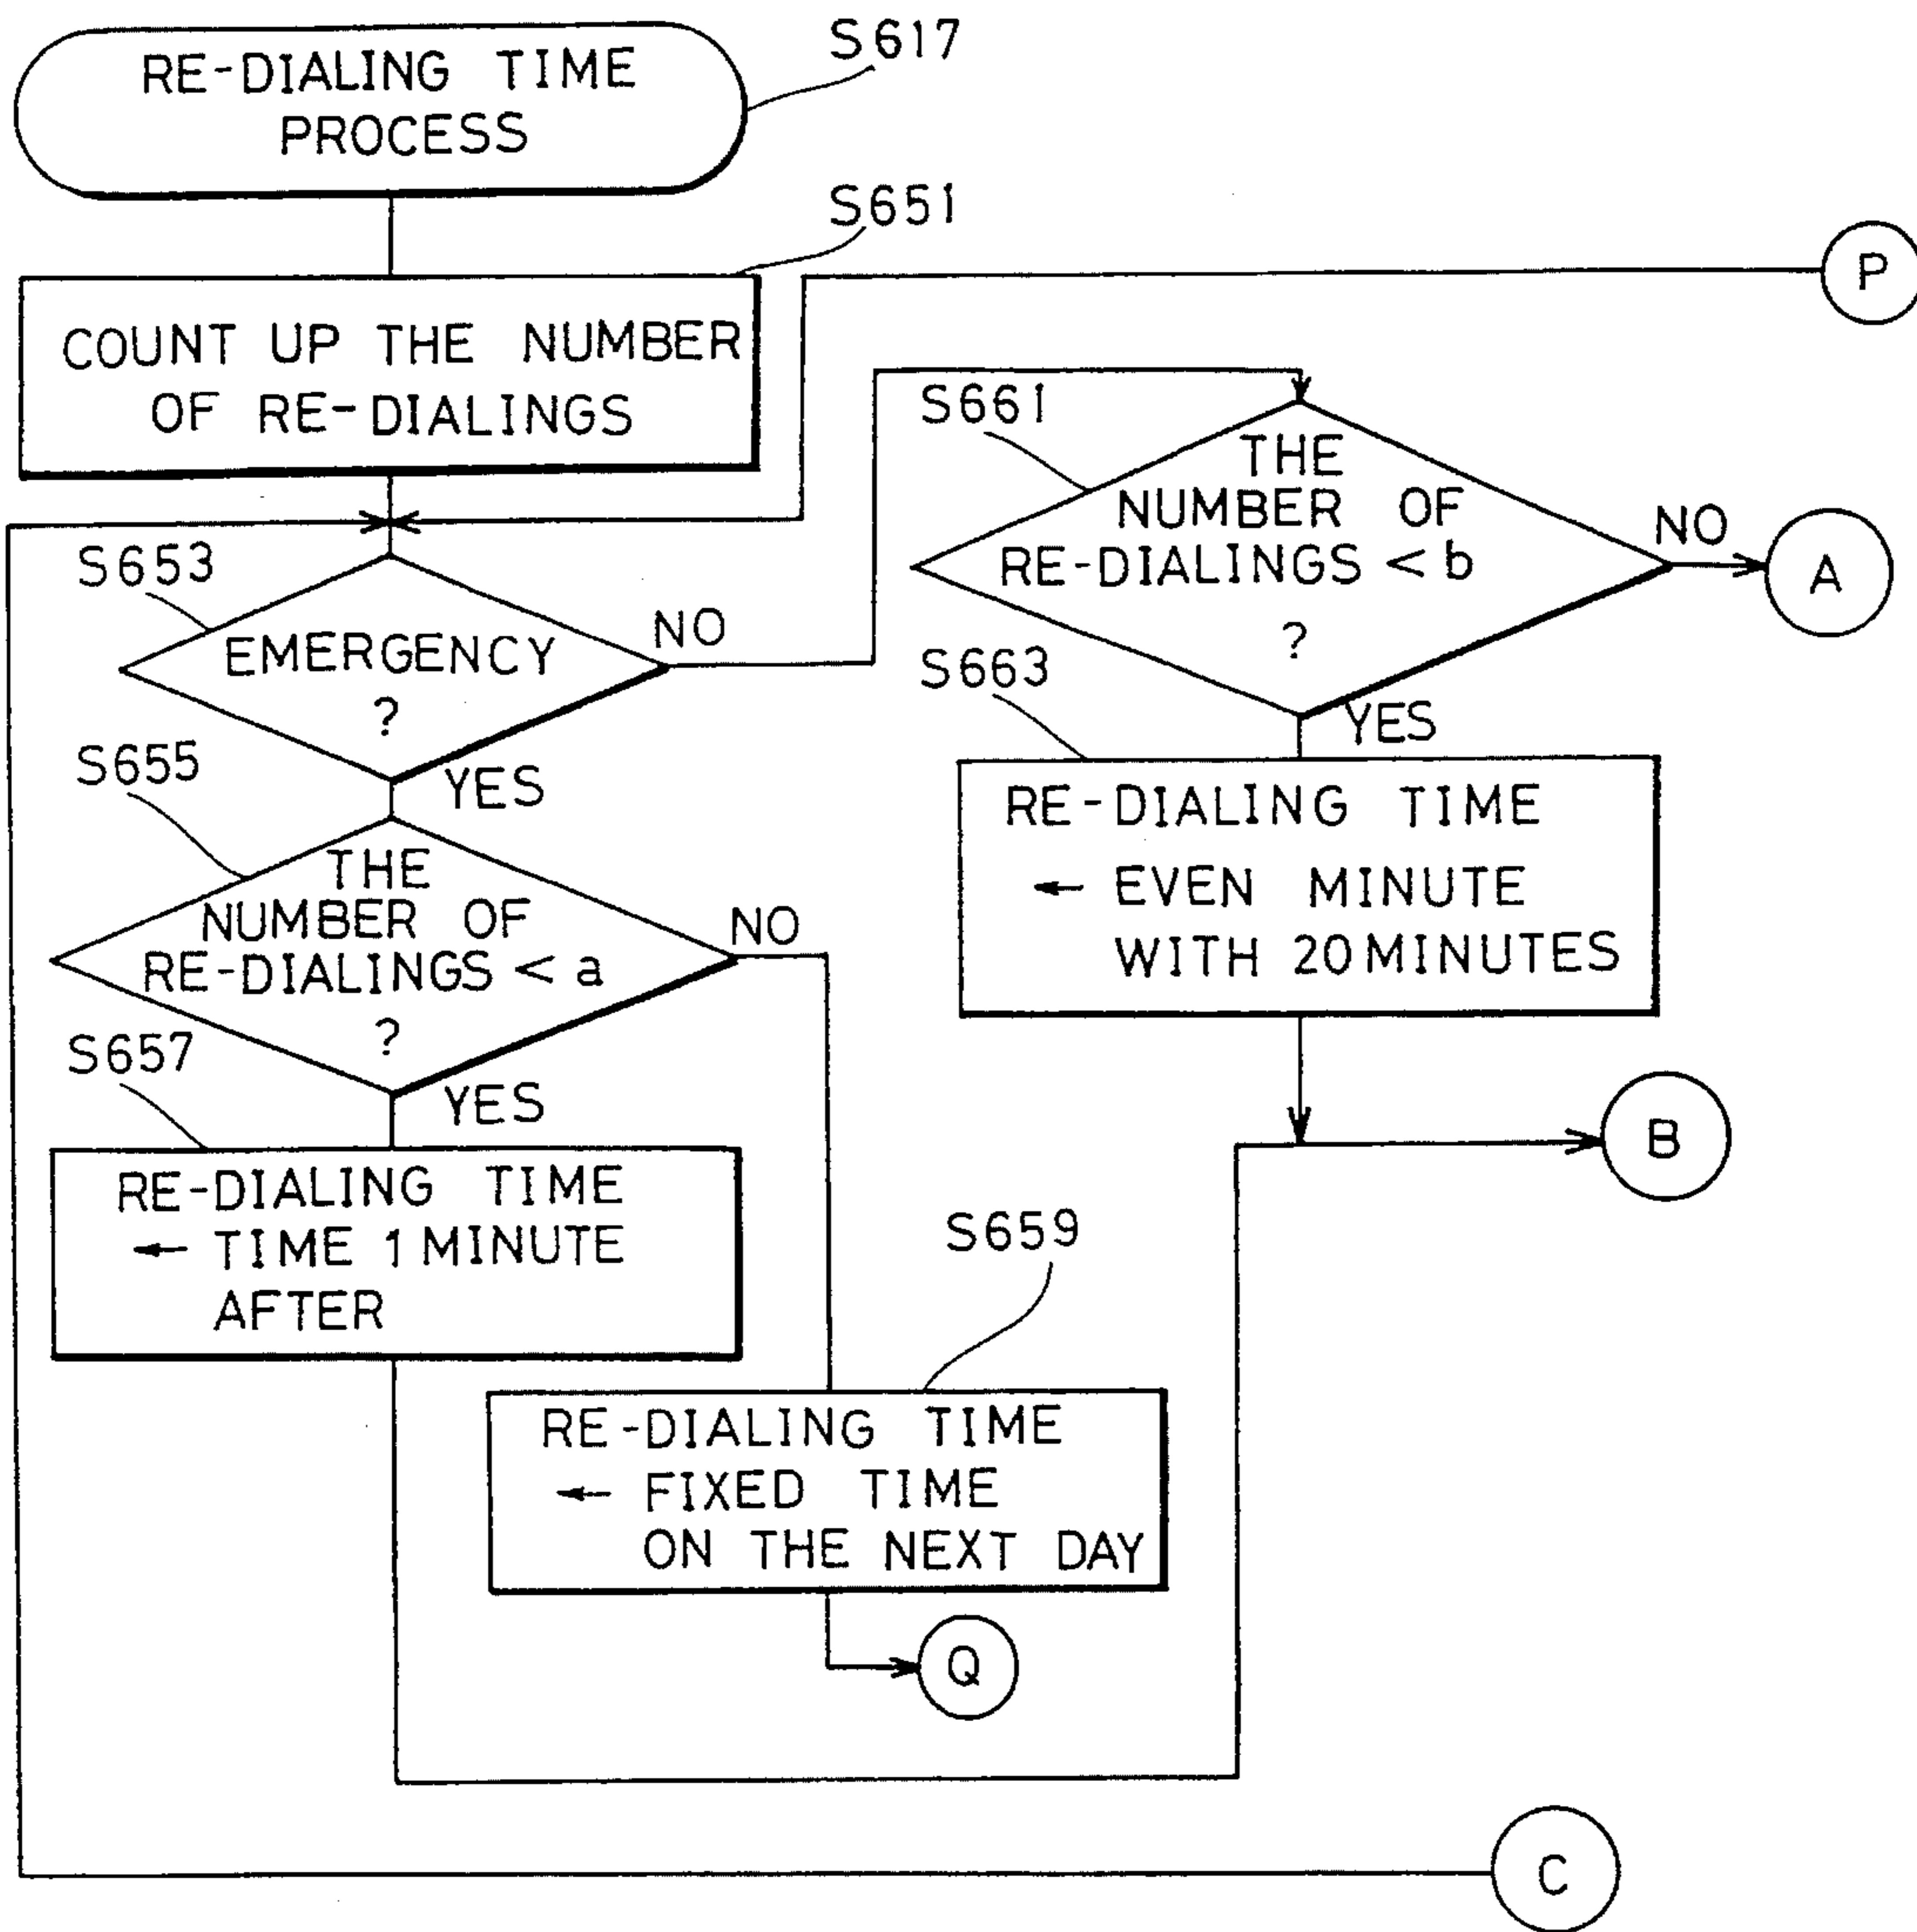 S617
RE-DIALING TIME
PROCESS
S651
P
COUNT UP THE NUMBER
OF RE-DIALINGS
S661
THE
NUMBER OF
RE-DIALINGS < b
?
NO
A
S653
EMERGENCY
?
NO
YES
S663
YES
RE-DIALING TIME
← EVEN MINUTE
WITH 20 MINUTES
S655
THE
NUMBER OF
RE-DIALINGS < a
?
NO
YES
B
S657
RE-DIALING TIME
← TIME 1 MINUTE
AFTER
S659
RE-DIALING TIME
← FIXED TIME
ON THE NEXT DAY
Q
C